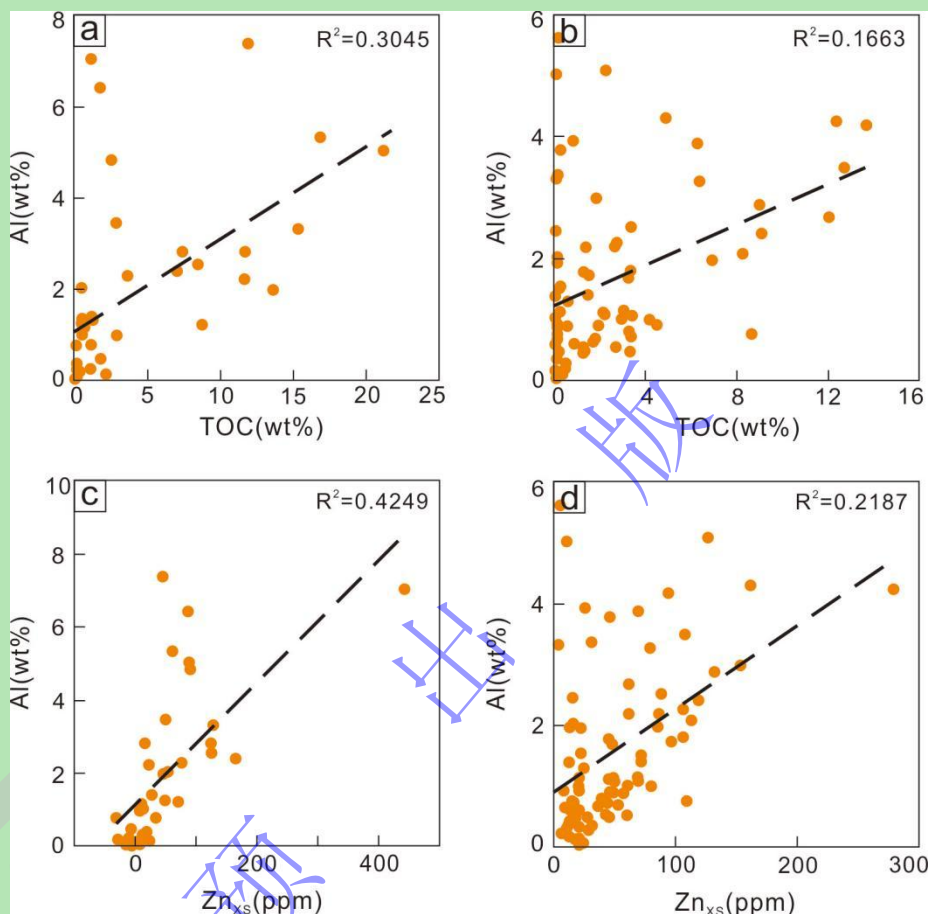 a
R²=0.3045
8
6
4
2
0
Al(wt%)
0 5 10 15 20 25
TOC(wt%)
b
R²=0.1663
6
4
2
0
Al(wt%)
0 4 8 12 16
TOC(wt%)
c
R²=0.4249
10
8
6
4
2
0
Al(wt%)
0 200 400
Znxs(ppm)
d
R²=0.2187
6
4
2
0
Al(wt%)
0 100 200 300
Znxs(ppm)
版
出
预